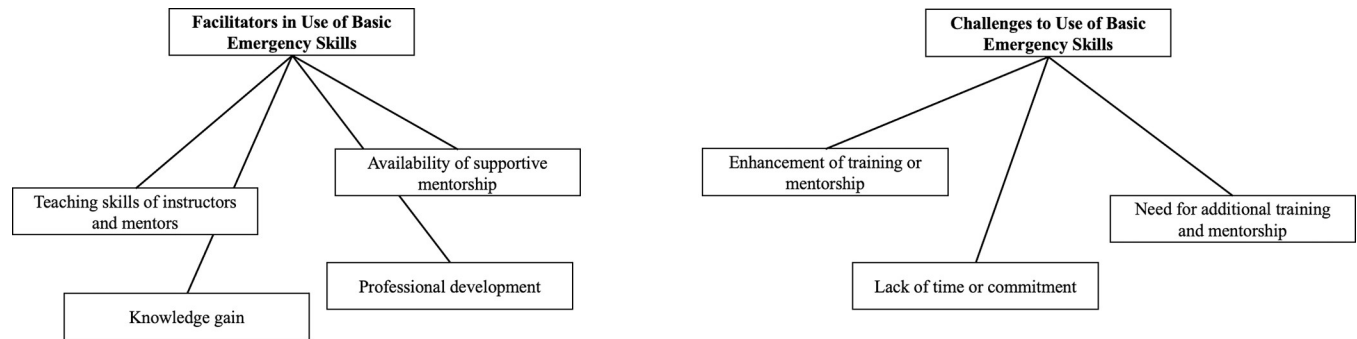 Facilitators in Use of Basic
Emergency Skills
Availability of supportive
mentorship
Teaching skills of instructors
and mentors
Professional development
Knowledge gain
Challenges to Use of Basic
Emergency Skills
Enhancement of training or
mentorship
Need for additional training
and mentorship
Lack of time or commitment